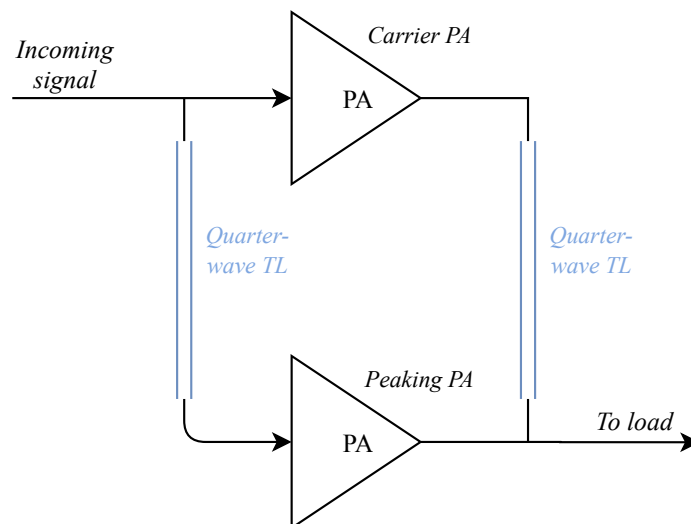 Incoming
signal
Carrier PA
PA
Quarter-
wave TL
Quarter-
wave TL
Peaking PA
PA
To load